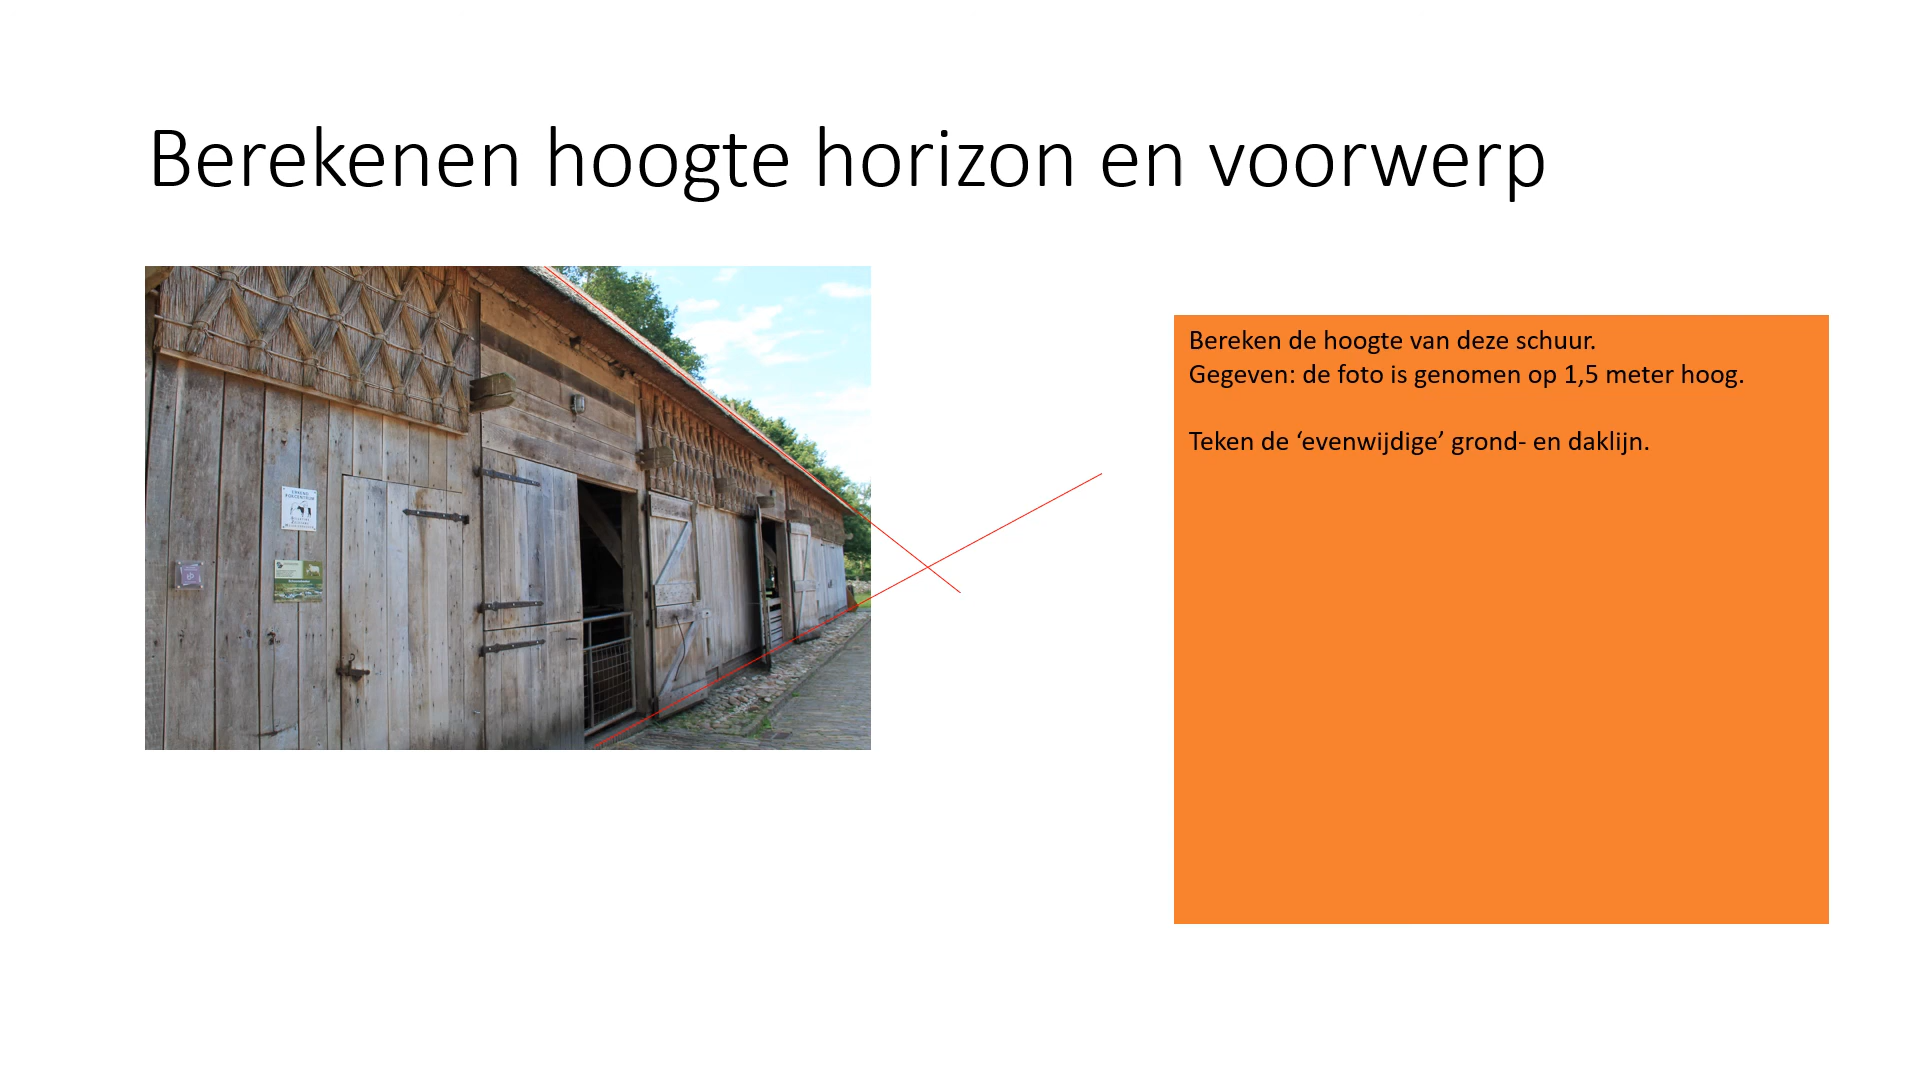 Berekenen hoogte horizon en voorwerp
Bereken de hoogte van deze schuur.
Gegeven: de foto is genomen op 1,5 meter hoog.
Teken de ‘evenwijdige’ grond- en daklijn.